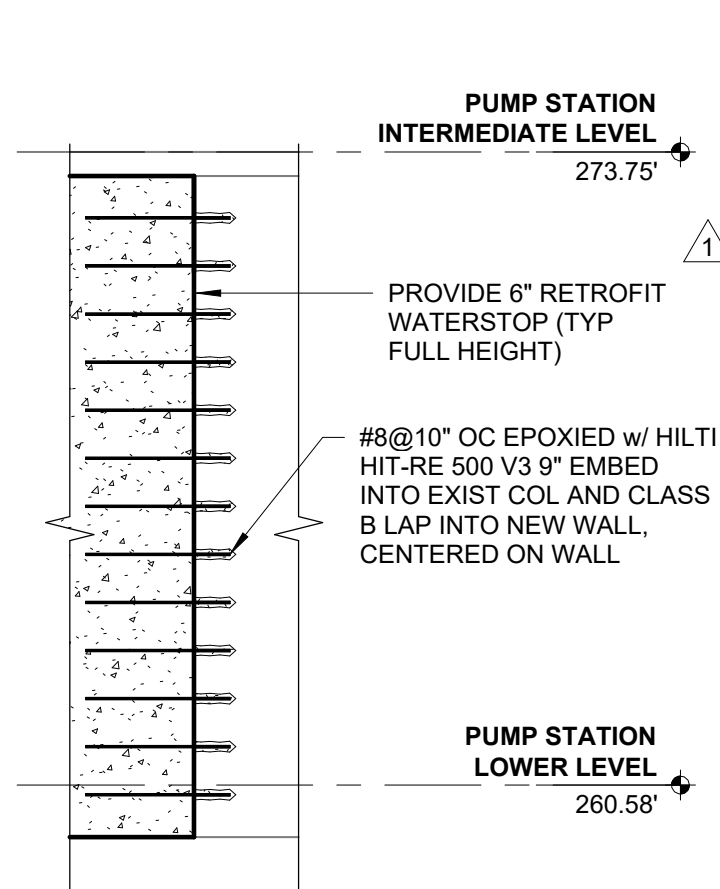 PUMP STATION
INTERMEDIATE LEVEL
273.75'
1
PROVIDE 6" RETROFIT
WATERSTOP (TYP
FULL HEIGHT)
#8@10" OC EPOXIED w/ HILTI
HIT-RE 500 V3 9" EMBED
INTO EXIST COL AND CLASS
B LAP INTO NEW WALL,
CENTERED ON WALL
PUMP STATION
LOWER LEVEL
260.58'